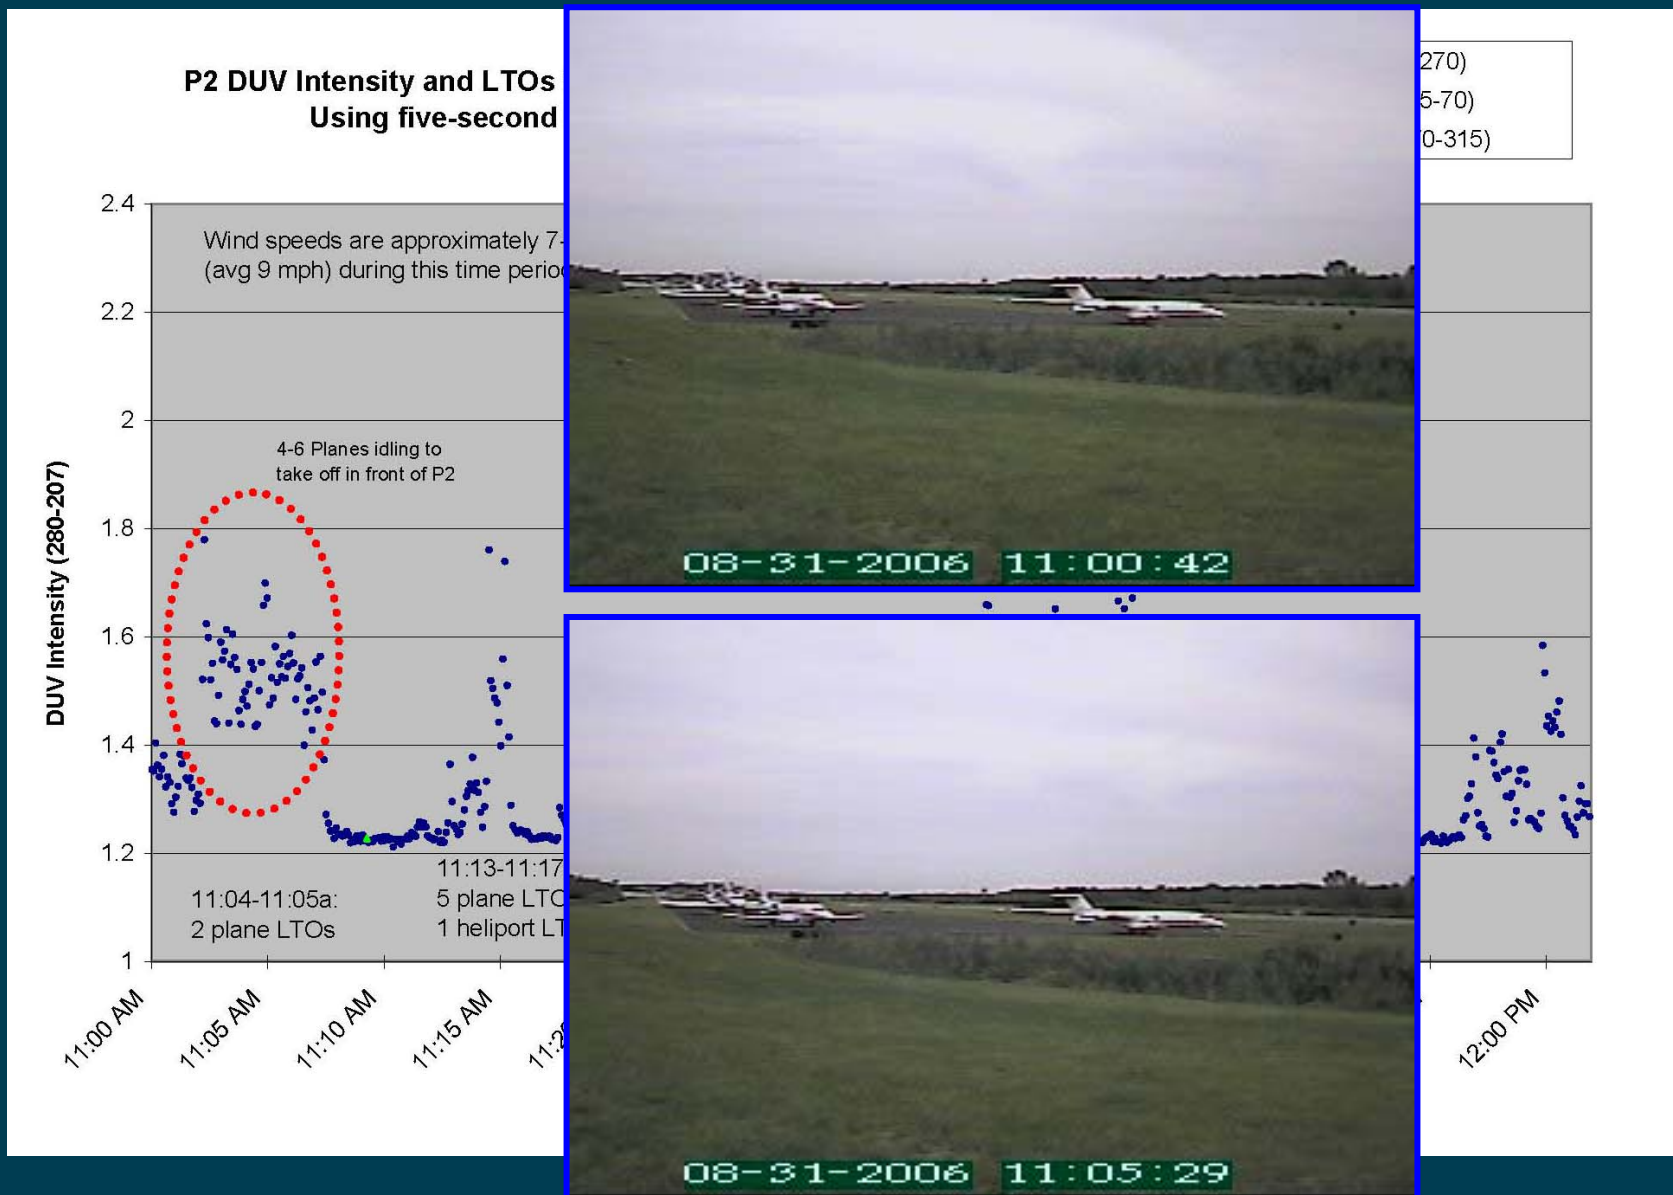 P2 DUV Intensity and LTOs
Using five-second
270)
5-70)
0-315)
2.4
2.2
2
1.8
1.6
1.4
1.2
1
DUV Intensity (280-207)
Wind speeds are approximately 7-
(avg 9 mph) during this time
4-6 Planes idling to
take off in front of P2
11:04-11:05a:
2 plane LTOs
11:13-11:17
5 plane
1 heliport
11:00 AM
11:05 AM
11:10 AM
11:15 AM
12:00 PM
08-31-2006 11:00:42
08-31-2006 11:05:29